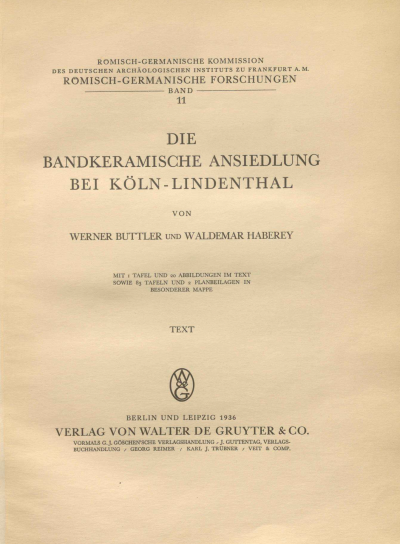 RÖMISCH-GERMANISCHE KOMMISSION
DES DEUTSCHEN ARCHÄOLOGISCHEN INSTITUTS ZU FRANKFURT A. M.
RÖMISCH-GERMANISCHE FORSCHUNGEN
BAND
11
DIE
BANDKERAMISCHE ANSIEDLUNG
BEI KÖLN-LINDENTHAL
VON
WERNER BUTTLER UND WALDEMAR HABEREY
MIT 1 TAFEL UND 20 ABBILDUNGEN IM TEXT
SOWIE 83 TAFELN UND 2 PLANBEILAGEN IN
BESONDERER MAPPE
TEXT
W
&
G
BERLIN UND LEIPZIG 1936
VERLAG VON WALTER DE GRUYTER & CO.
VORMALS G. J. GÖSCHEN'SCHE VERLAGSHANDLUNG / J. GUTTENTAG, VERLAGS-
BUCHHANDLUNG / GEORG REIMER / KARL J. TRÜBNER / VEIT & COMP.